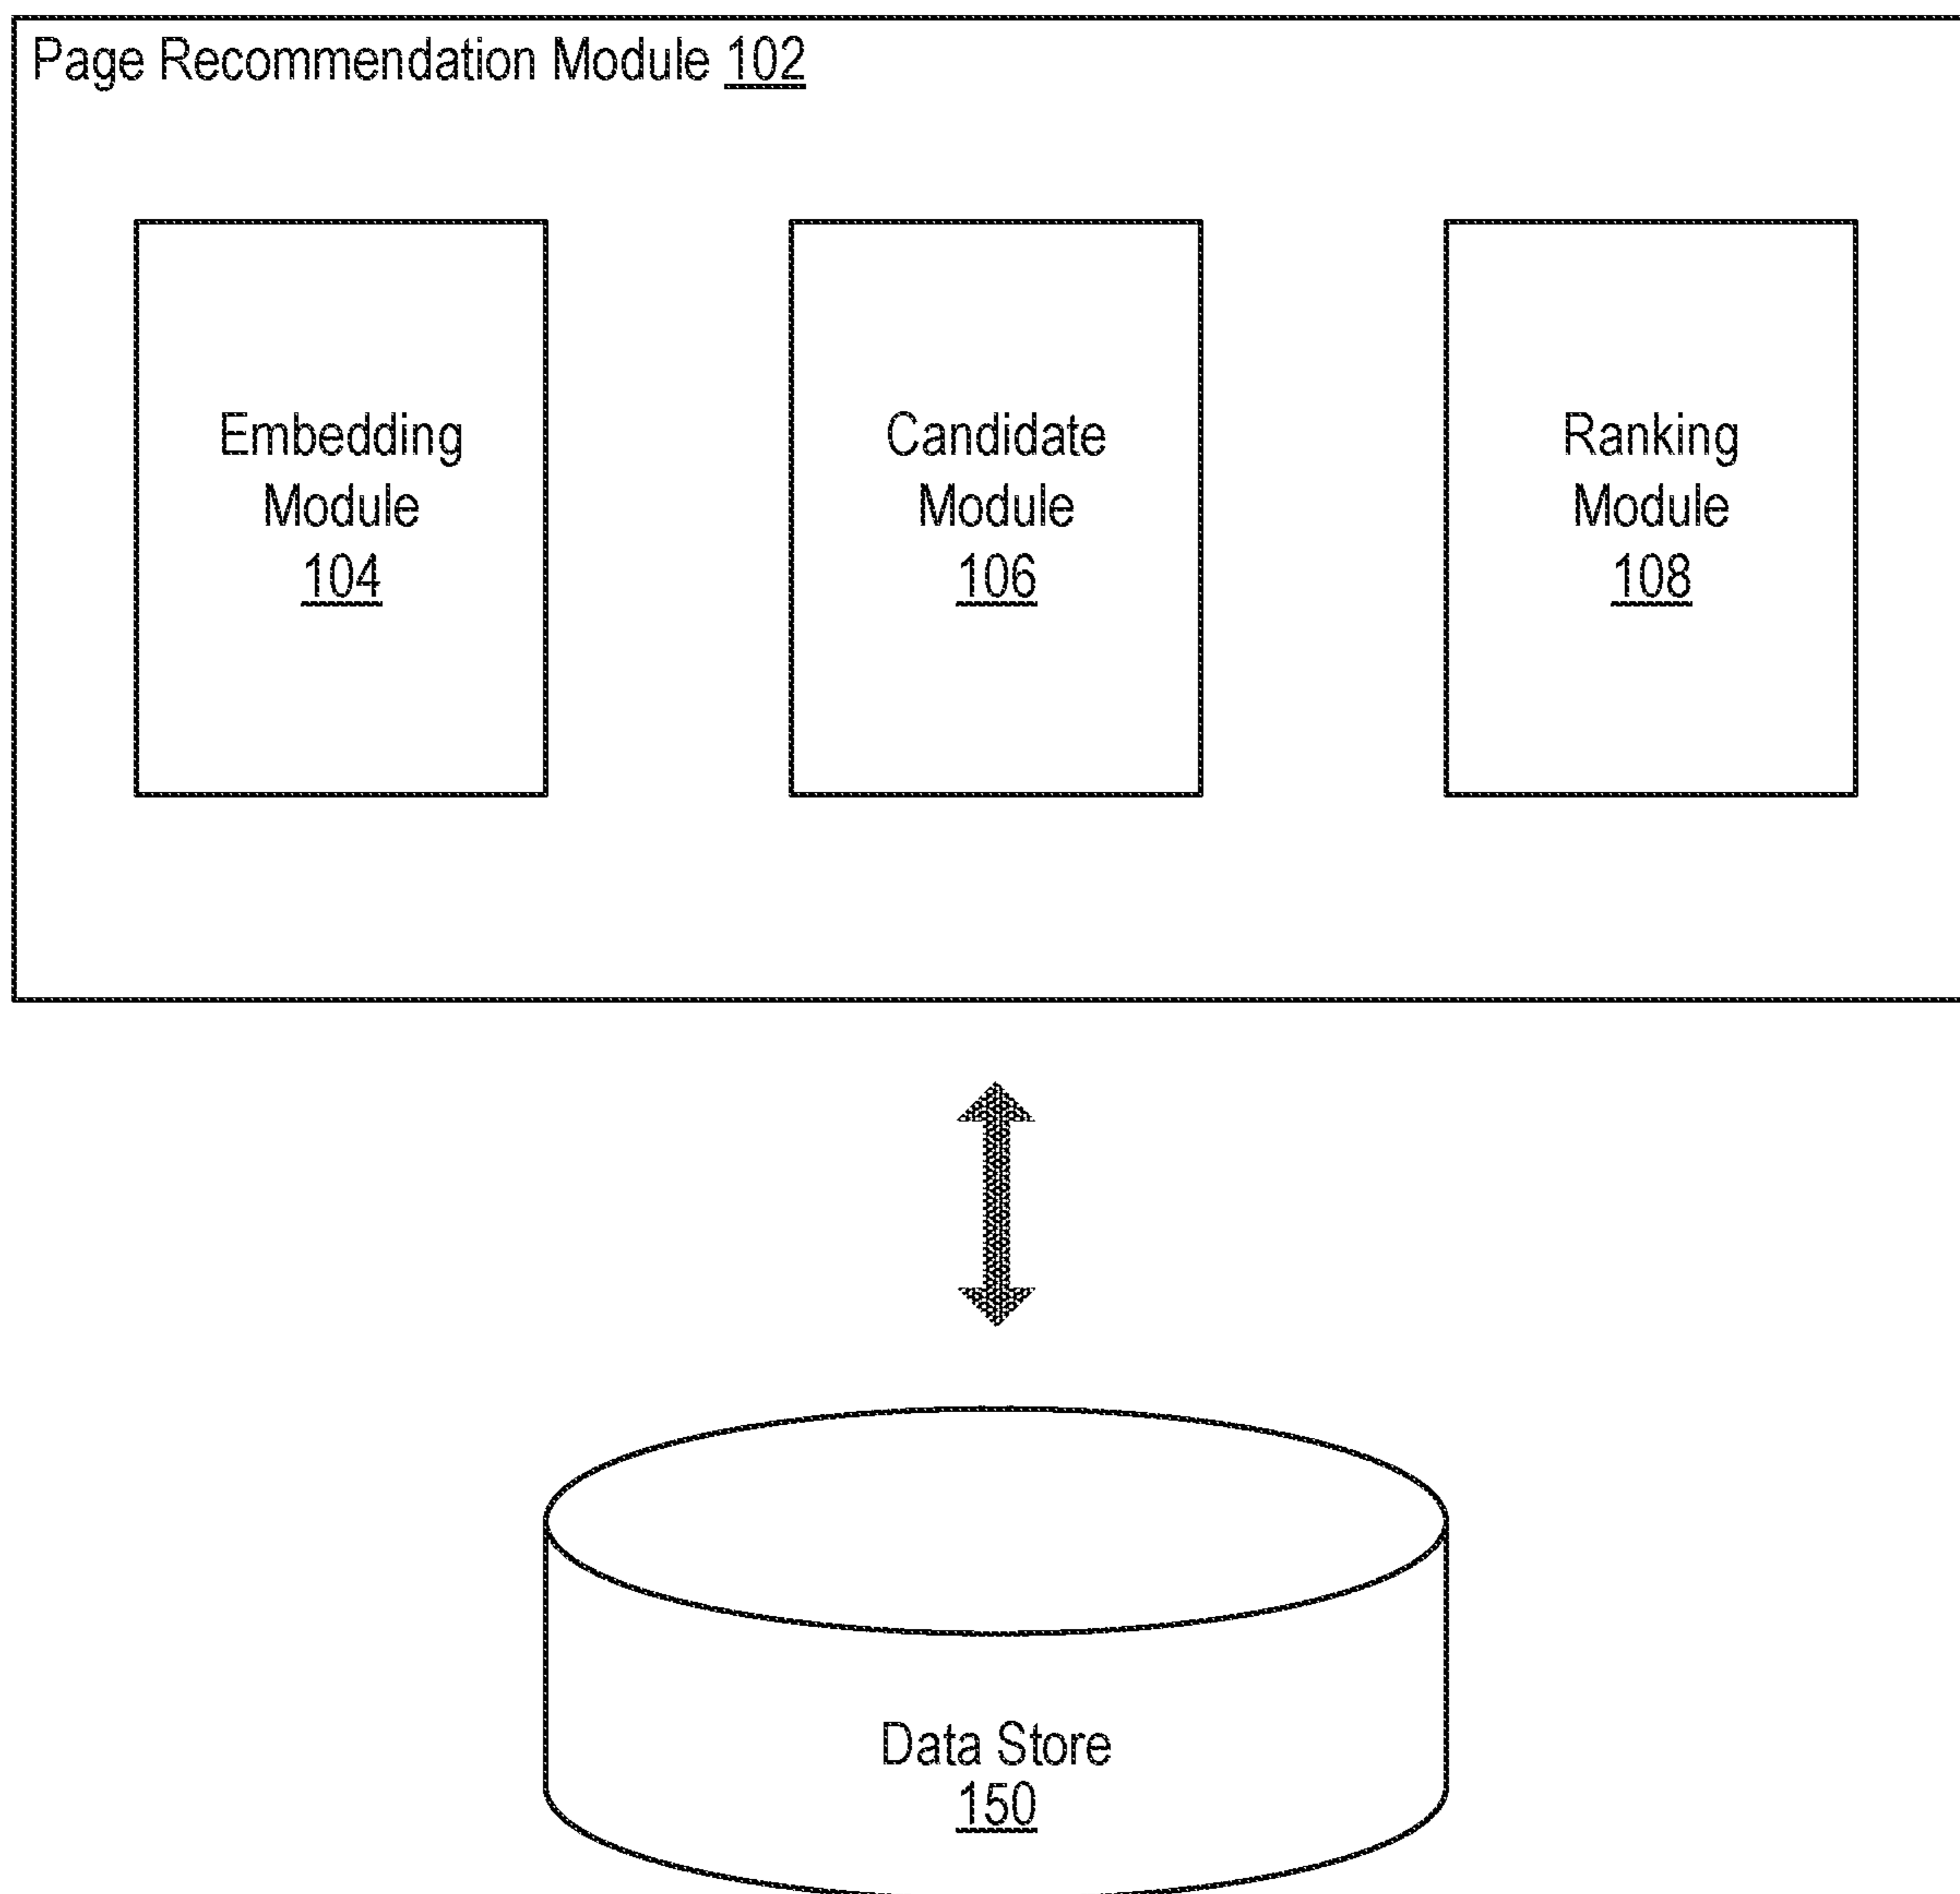 Page Recommendation Module 102
Embedding
Module
104
Candidate
Module
106
Ranking
Module
108
Data Store
150